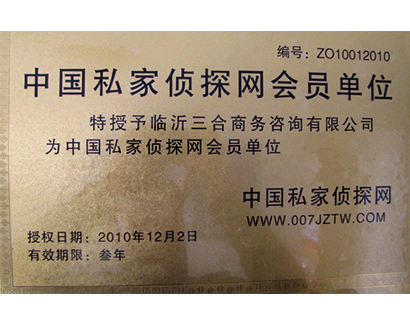 编号：ZO10012010
中国私家侦探网会员单位
特授予临沂三合商务咨询有限公司
为中国私家侦探网会员单位
中国私家侦探网
WWW.007JZTW.COM
授权日期：2010年12月2日
有效期限：叁年